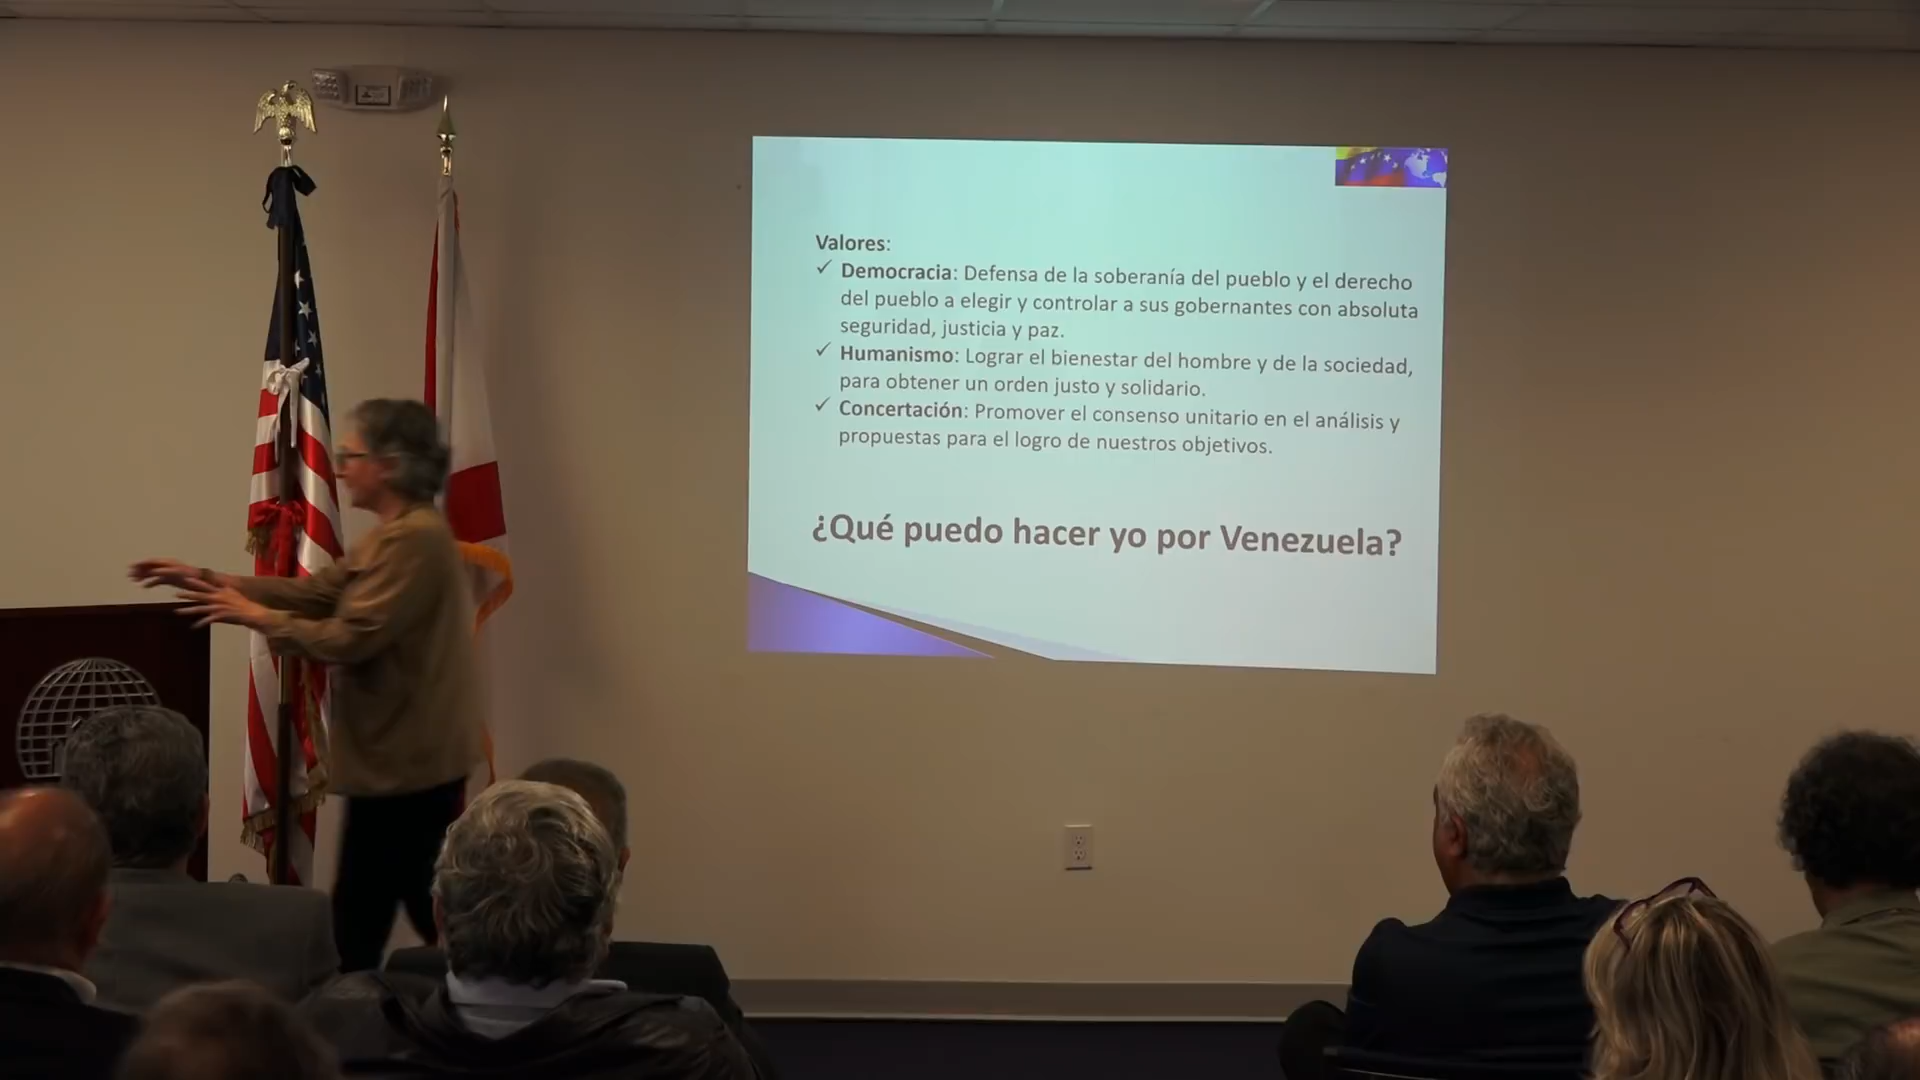 Valores:
✓ Democracia: Defensa de la soberanía del pueblo y el derecho
del pueblo a elegir y controlar a sus gobernantes con absoluta
seguridad, justicia y paz.
✓ Humanismo: Lograr el bienestar del hombre y de la sociedad,
para obtener un orden justo y solidario.
✓ Concertación: Promover el consenso unitario en el análisis y
propuestas para el logro de nuestros objetivos.
¿Qué puedo hacer yo por Venezuela?